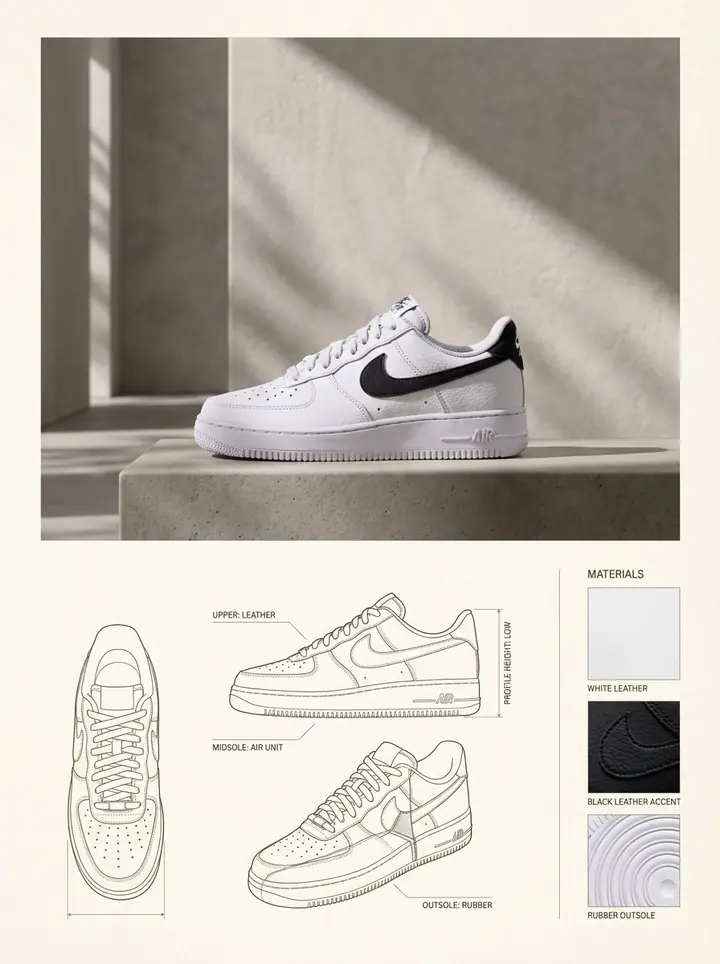 AIR
UPPER: LEATHER
PROFILE HEIGHT: LOW
AIR
MIDSOLE: AIR UNIT
AIR
OUTSOLE: RUBBER
MATERIALS
WHITE LEATHER
BLACK LEATHER ACCENT
RUBBER OUTSOLE